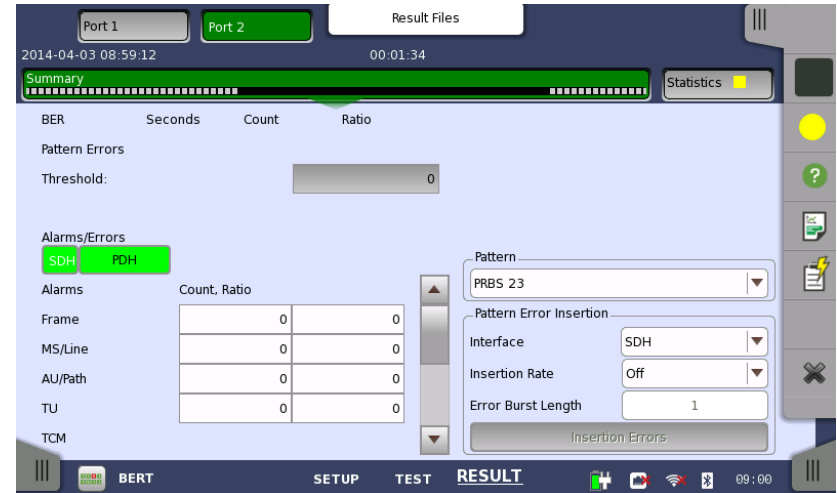 Port 1 Port 2 Result Files
2014-04-03 08:59:12 00:01:34
Summary Statistics
BER Seconds Count Ratio
Pattern Errors
Threshold: 0
Alarms/Errors
SDH PDH
Alarms Count, Ratio
Frame 0 0
MS/Line 0 0
AU/Path 0 0
TU 0 0
TCM
Pattern
PRBS 23
Pattern Error Insertion
Interface SDH
Insertion Rate Off
Error Burst Length 1
Insertion Errors
BERT SETUP TEST RESULT 09:00